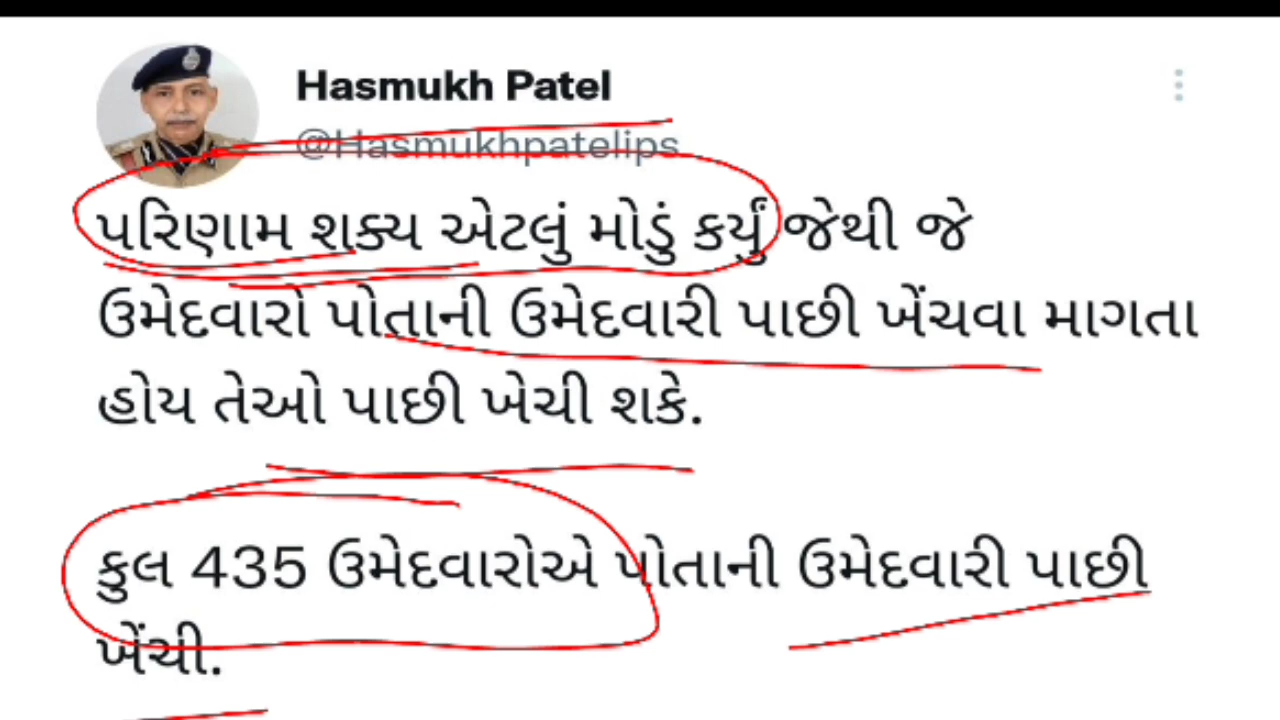 Hasmukh Patel
@Hasmukhpatelips
પરિણામ શક્ય એટલું મોડું કર્યું જેથી જે
ઉમેદવારો પોતાની ઉમેદવારી પાછી ખેંચવા માગતા
હોય તેઓ પાછી ખેચી શકે.
કુલ 435 ઉમેદવારોએ પોતાની ઉમેદવારી પાછી
ખેંચી.